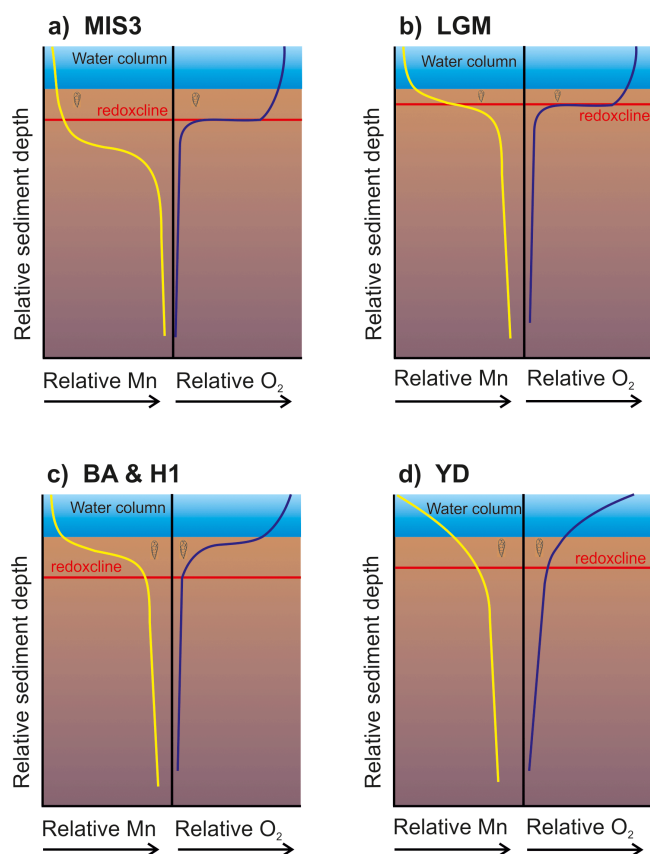 a) MIS3
Water column
redoxcline
Relative sediment depth
Relative Mn
Relative O2
b) LGM
Water column
redoxcline
Relative sediment depth
Relative Mn
Relative O2
c) BA & H1
Water column
redoxcline
Relative sediment depth
Relative Mn
Relative O2
d) YD
Water column
redoxcline
Relative sediment depth
Relative Mn
Relative O2